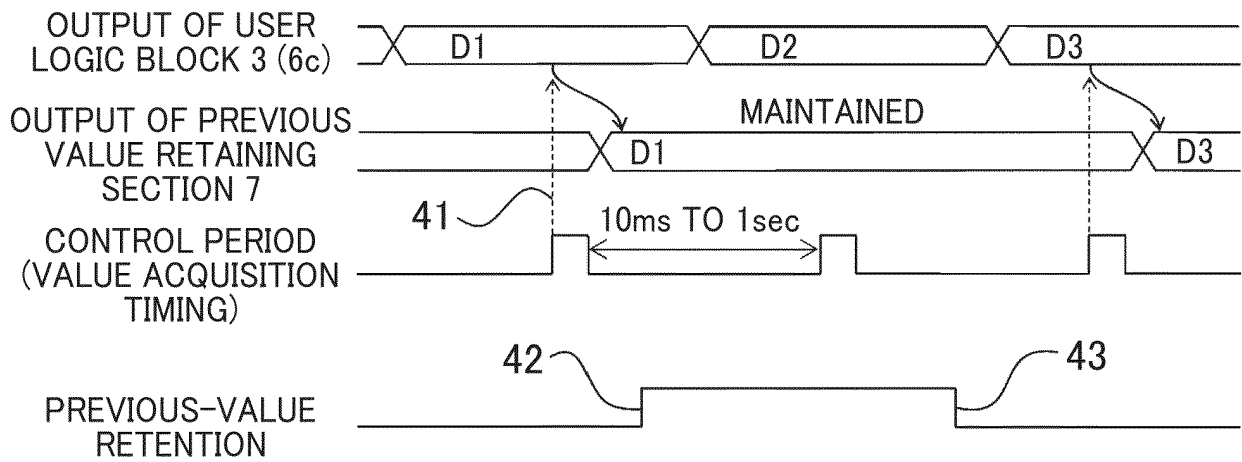 OUTPUT OF USER
LOGIC BLOCK 3 (6c)
D1
D2
D3
OUTPUT OF PREVIOUS
VALUE RETAINING
SECTION 7
MAINTAINED
D1
D3
41
10ms TO 1sec
CONTROL PERIOD
(VALUE ACQUISITION
TIMING)
42
43
PREVIOUS-VALUE
RETENTION